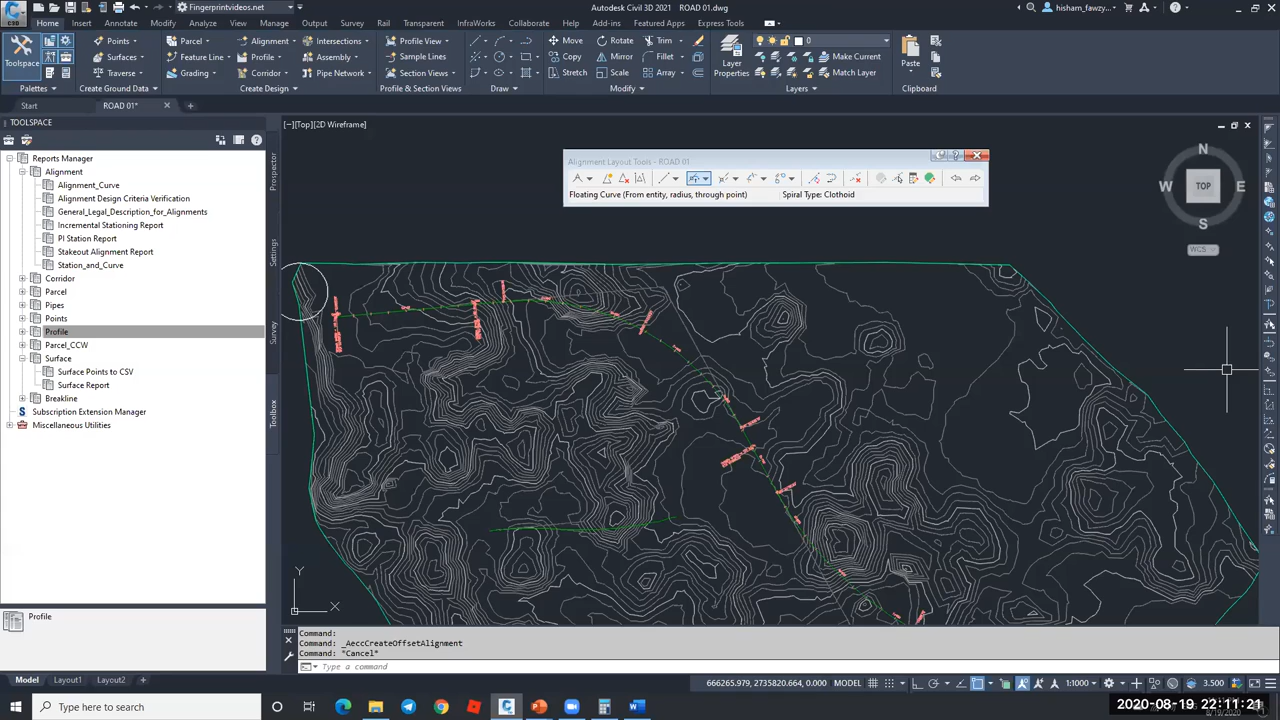 Fingerprintvideos.net
Autodesk Civil 3D 2021 ROAD 01.dwg
hisham_fawzy...
C3D
Home Insert Annotate Modify Analyze View Manage Output Survey Rail Transparent InfraWorks Collaborate Help Add-ins Featured Apps Express Tools
Toolspace
Points
Surfaces
Traverse
Parcel
Feature Line
Grading
Alignment
Profile
Corridor
Intersections
Assembly
Pipe Network
Profile View
Sample Lines
Section Views
Move
Copy
Stretch
Rotate
Mirror
Scale
Trim
Fillet
Array
Layer
Properties
0
Make Current
Match Layer
Paste
Palettes Create Ground Data Create Design Profile & Section Views Draw Modify Layers Clipboard
Start ROAD 01*
TOOLSPACE
[−][Top][2D Wireframe]
Reports Manager
Alignment
Alignment_Curve
Alignment Design Criteria Verification
General_Legal_Description_for_Alignments
Incremental Stationing Report
PI Station Report
Stakeout Alignment Report
Station_and_Curve
Corridor
Parcel
Pipes
Points
Profile
Parcel_CCW
Surface
Surface Points to CSV
Surface Report
Breakline
Subscription Extension Manager
Miscellaneous Utilities
Prospector
Settings
Survey
Toolbox
Alignment Layout Tools - ROAD 01
Floating Curve (From entity, radius, through point) Spiral Type: Clothoid
N
W TOP
S
WCS
Y
X
Profile
Command:
Command: _AeccCreateOffsetAlignment
Command: *Cancel*
Type a command
Model Layout1 Layout2
666265.979, 2735820.664, 0.000 MODEL 1:1000 3.500
Type here to search
2020-08-19 22:11:21